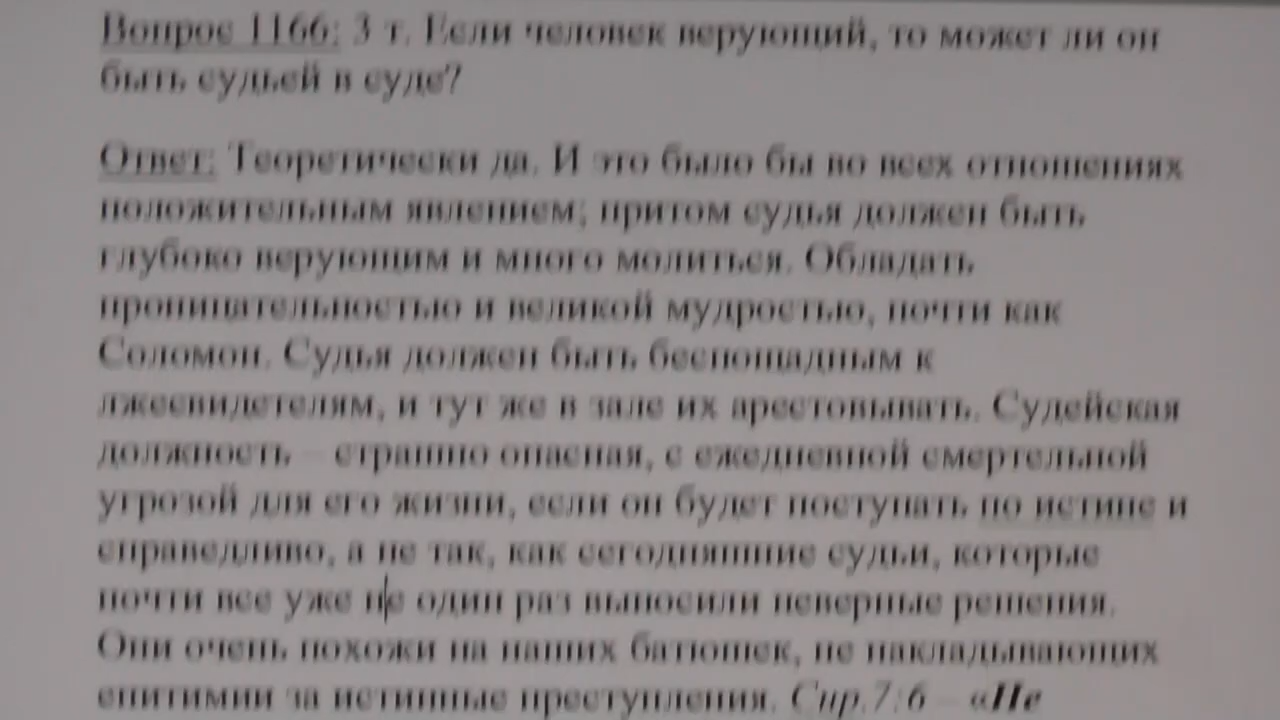 Вопрос 1166: 3 т. Если человек верующий, то может ли он
быть судьей в суде?
Ответ: Теоретически да. И это было бы во всех отношениях
положительным явлением; притом судья должен быть
глубоко верующим и много молиться. Обладать
проницательностью и великой мудростью, почти как
Соломон. Судья должен быть беспощадным к
лжесвидетелям, и тут же в зале их арестовывать. Судейская
должность – страшно опасная, с ежедневной смертельной
угрозой для его жизни, если он будет поступать по истине и
справедливо, а не так, как сегодняшние судьи, которые
почти все уже не один раз выносили неверные решения.
Они очень похожи на наших батюшек, не накладывающих
епитимии за истинные преступления. Сир.7:6 – «Не